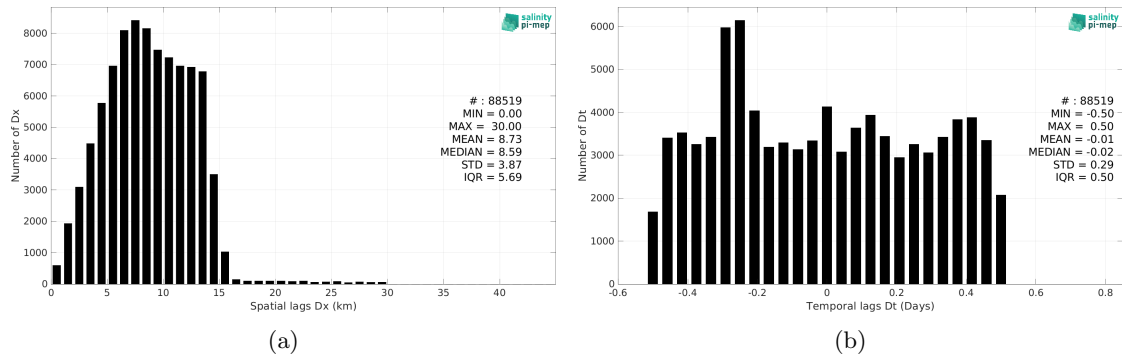 salinity
pi-mep
8000
7000
6000
5000
4000
3000
2000
1000
0
Number of Dx
# : 88519
MIN = 0.00
MAX = 30.00
MEAN = 8.73
MEDIAN = 8.59
STD = 3.87
IQR = 5.69
0 5 10 15 20 25 30 35 40
Spatial lags Dx (km)
(a)
salinity
pi-mep
6000
5000
4000
3000
2000
1000
0
Number of Dt
# : 88519
MIN = -0.50
MAX = 0.50
MEAN = -0.01
MEDIAN = -0.02
STD = 0.29
IQR = 0.50
-0.6 -0.4 -0.2 0 0.2 0.4 0.6 0.8
Temporal lags Dt (Days)
(b)